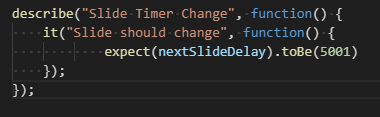 describe("Slide Timer Change", function() {
    it("Slide should change", function() {
            expect(nextSlideDelay).toBe(5001)
    });
});